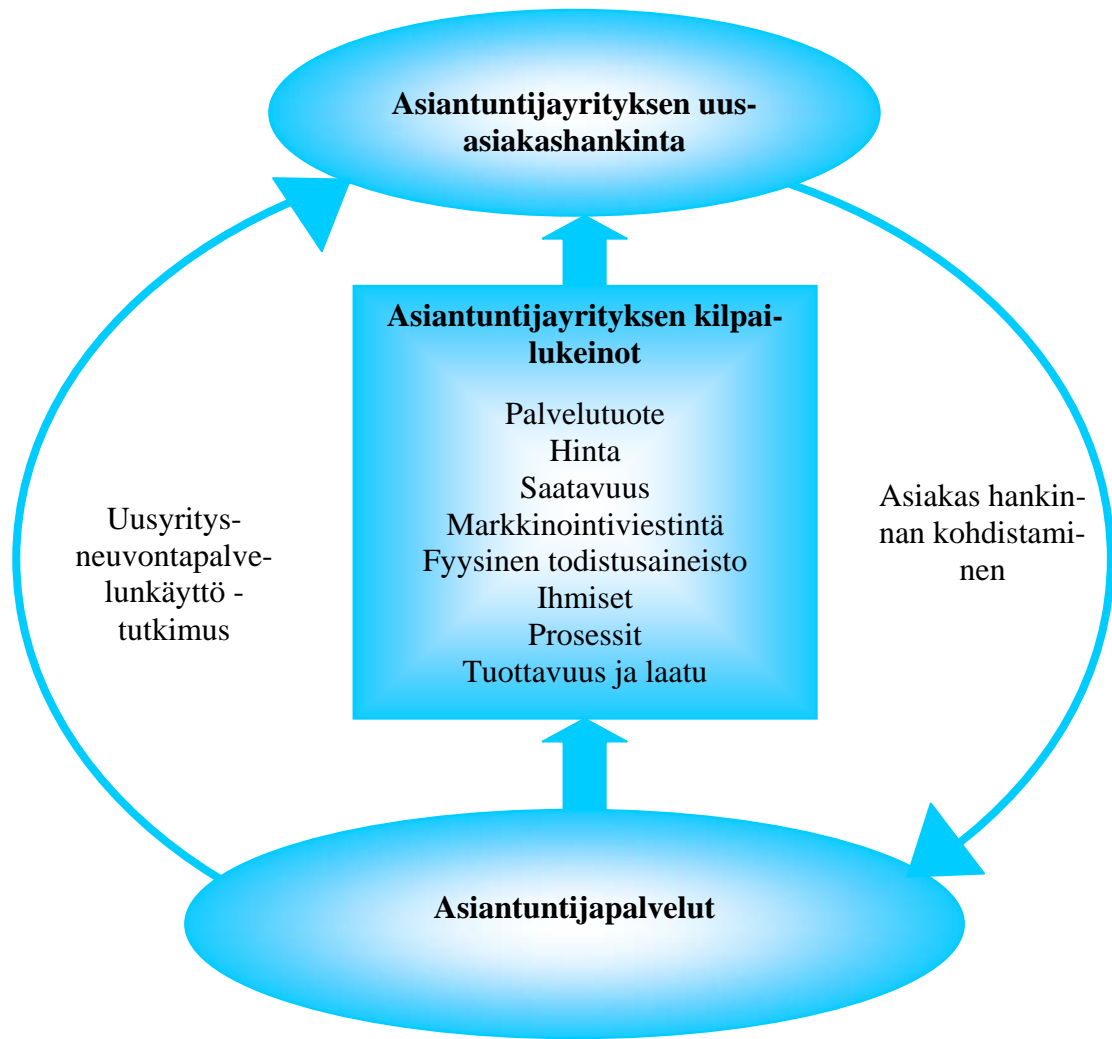 Asiantuntijayrityksen uus-
asiakashankinta
Asiantuntijayrityksen kilpai-
lukeinot
Palvelutuote
Hinta
Saatavuus
Markkinointiviestintä
Fyysinen todistusaineisto
Ihmiset
Prosessit
Tuottavuus ja laatu
Uusyritys-
neuvontapalve-
lunkäyttö -
tutkimus
Asiakas hankin-
nan kohdistami-
nen
Asiantuntijapalvelut